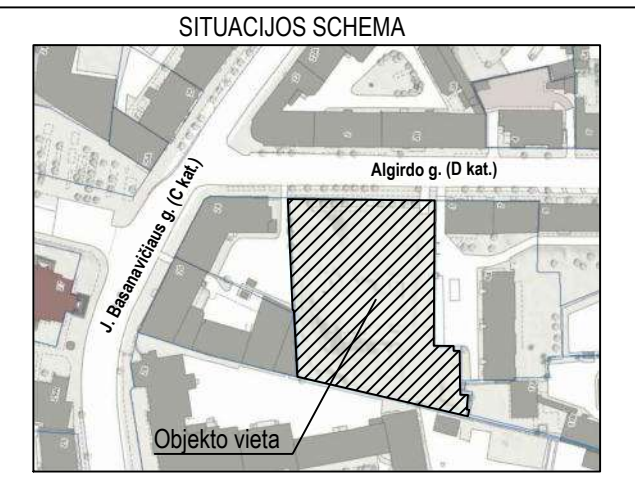 SITUACIJOS SCHEMA
Algirdo g. (D kat.)
J. Basanavičiaus g. (C kat.)
Objekto vieta